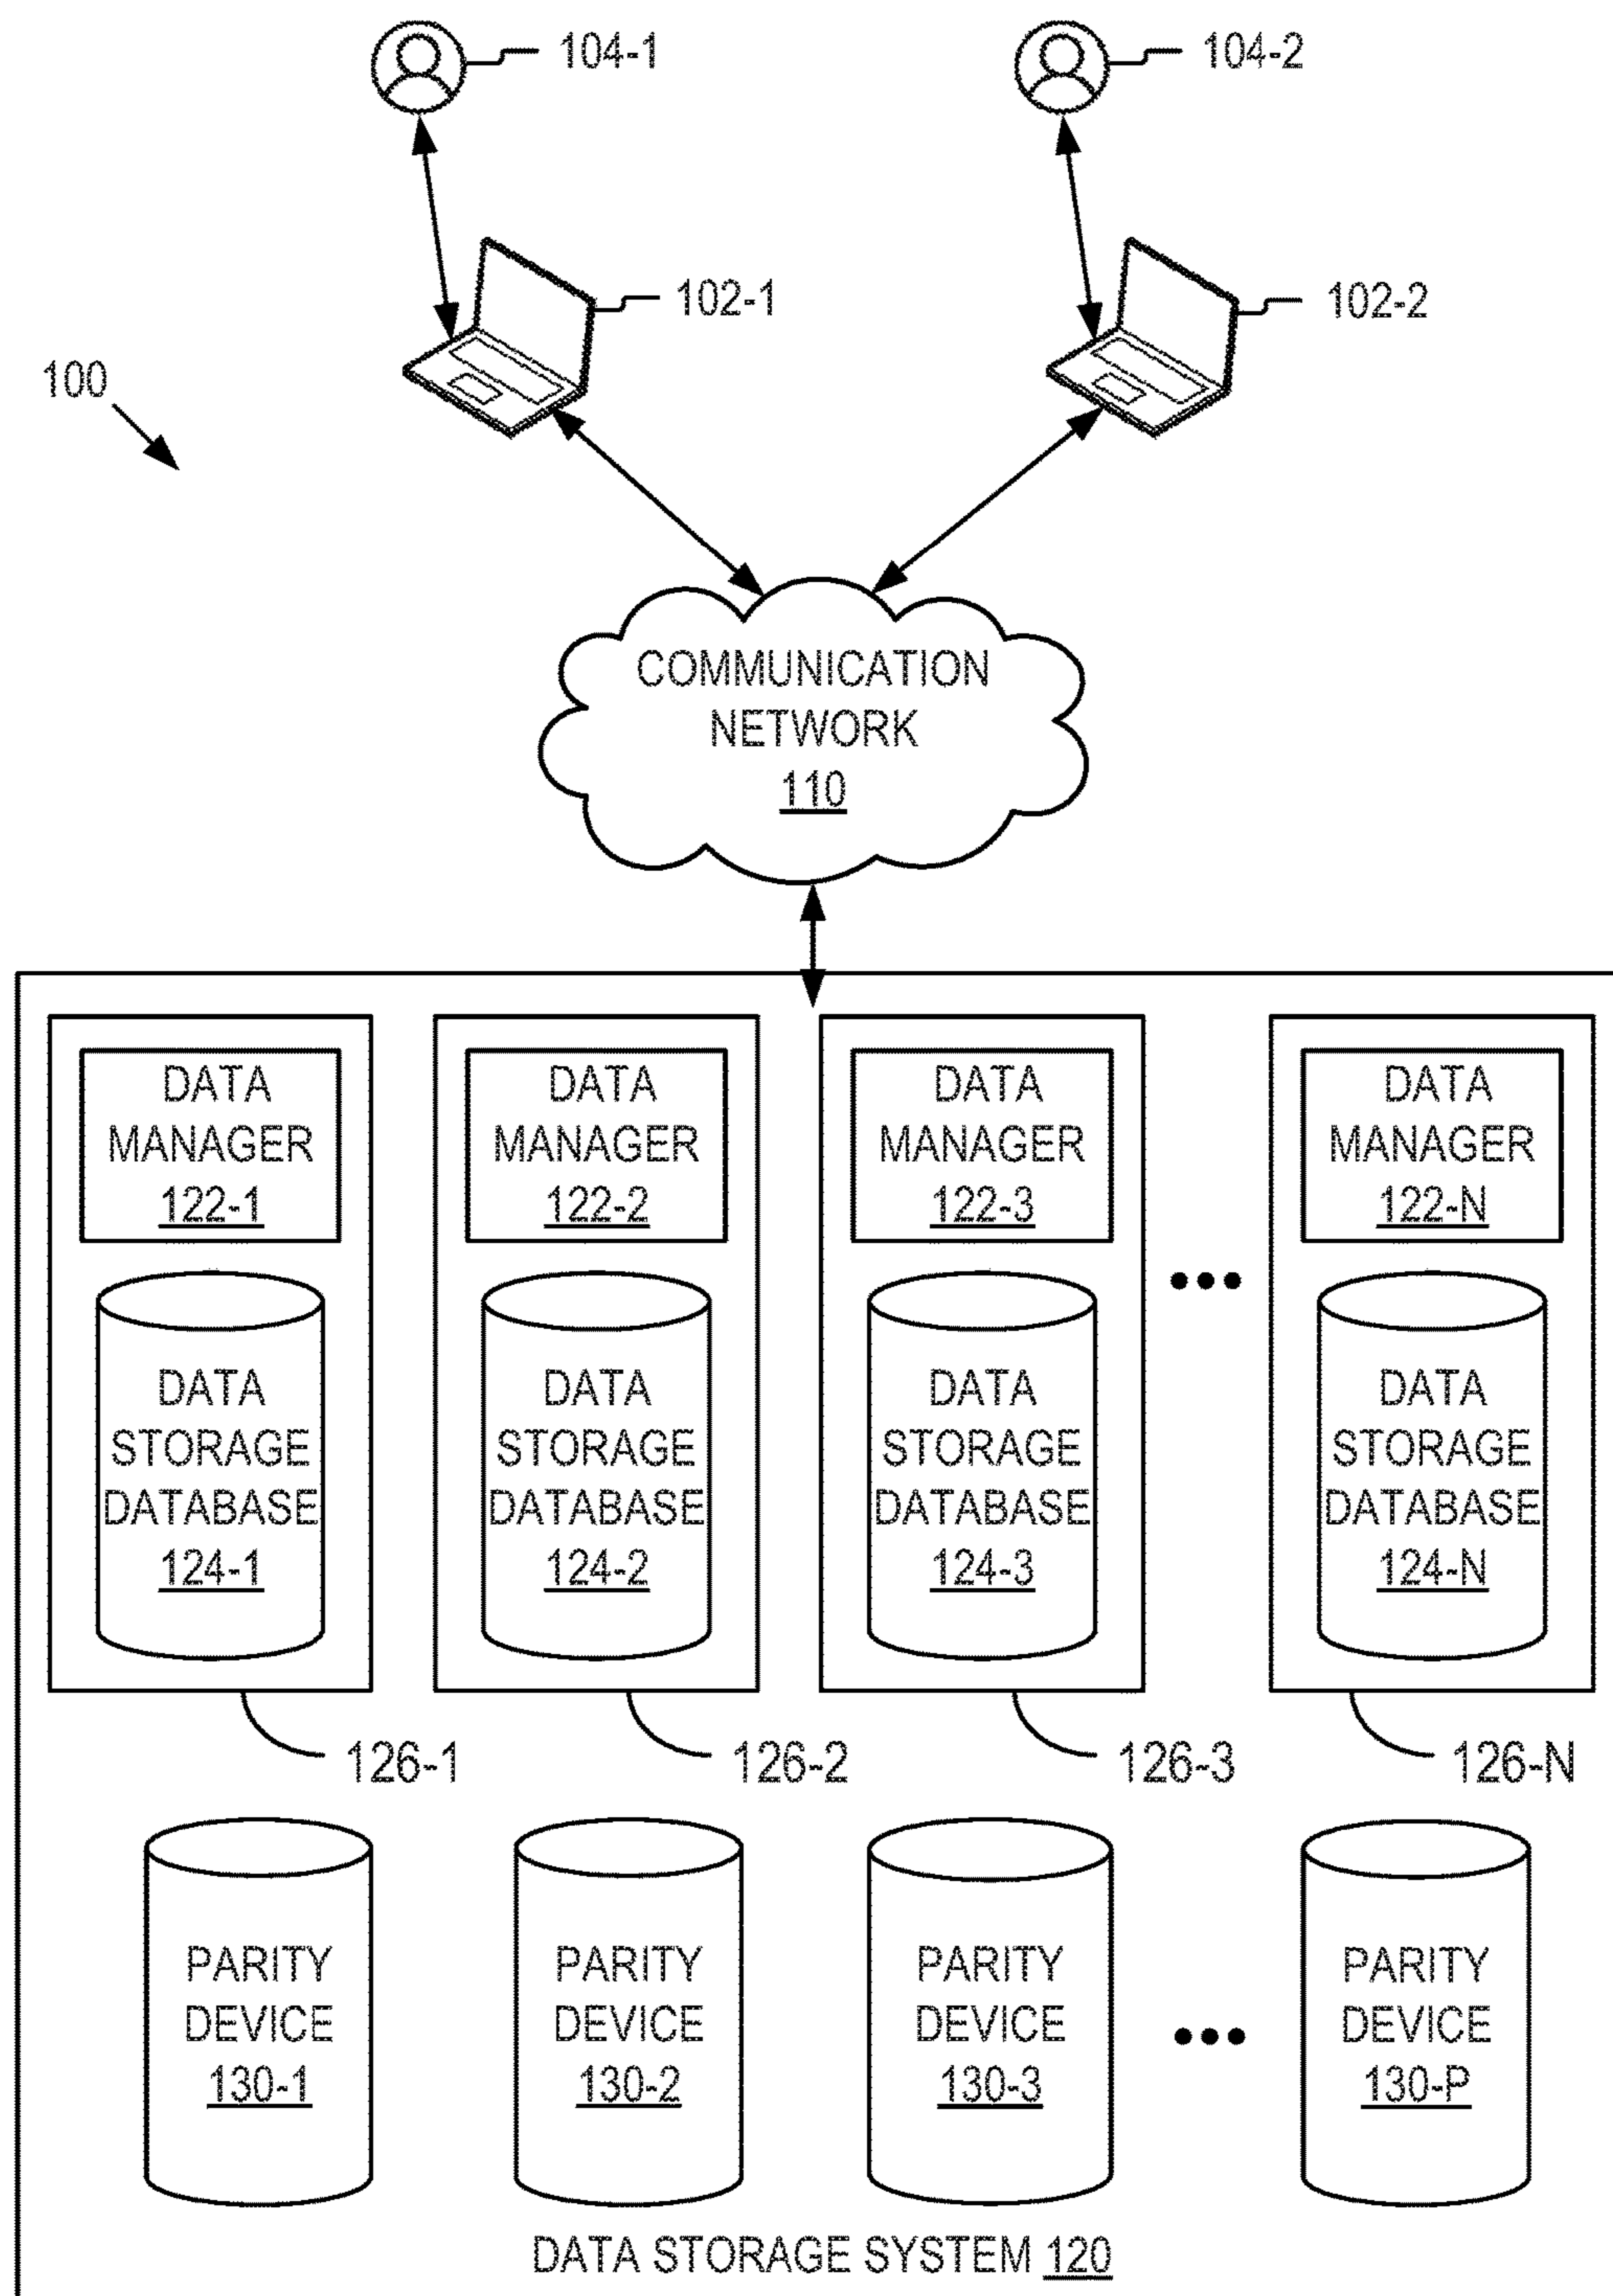 104-1
104-2
102-1
102-2
100
COMMUNICATION
NETWORK
110
DATA
MANAGER
122-1
DATA
MANAGER
122-2
DATA
MANAGER
122-3
DATA
MANAGER
122-N
DATA
STORAGE
DATABASE
124-1
DATA
STORAGE
DATABASE
124-2
DATA
STORAGE
DATABASE
124-3
DATA
STORAGE
DATABASE
124-N
126-1
126-2
126-3
126-N
PARITY
DEVICE
130-1
PARITY
DEVICE
130-2
PARITY
DEVICE
130-3
PARITY
DEVICE
130-P
DATA STORAGE SYSTEM 120